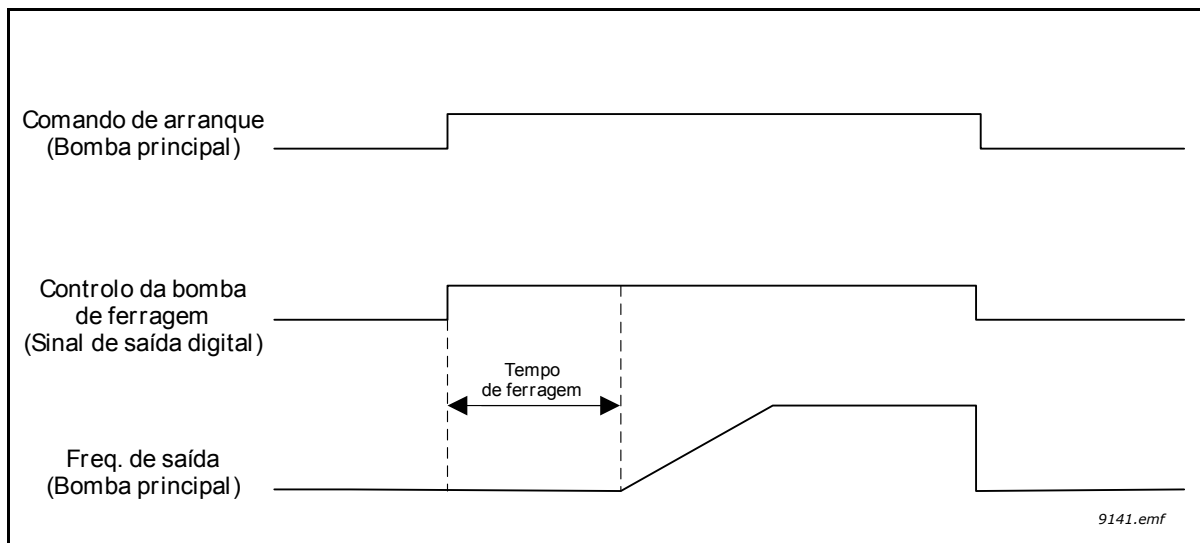 Comando de arranque
(Bomba principal)
Controlo da bomba
de ferragem
(Sinal de saída digital)
Tempo
de ferragem
Freq. de saída
(Bomba principal)
9141.emf